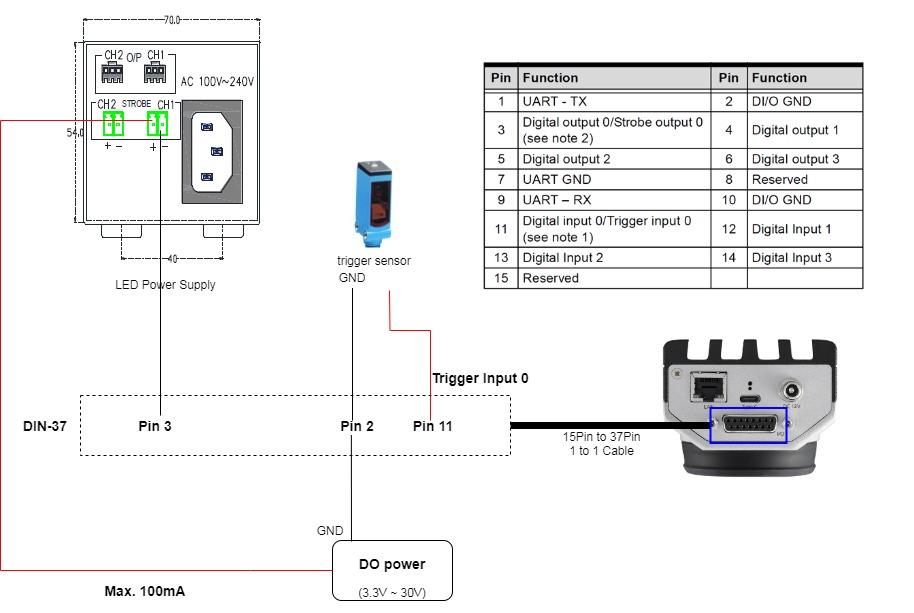 70.0
CH2 O/P CH1
AC 100V~240V
CH2 STROBE CH1
54.0
+ − + −
40
LED Power Supply
trigger sensor
GND
Trigger Input 0
DIN-37
Pin 3
Pin 2
Pin 11
15Pin to 37Pin
1 to 1 Cable
GND
DO power
(3.3V ~ 30V)
Max. 100mA
Pin Function Pin Function
1 UART - TX 2 DI/O GND
3 Digital output 0/Strobe output 0
(see note 2) 4 Digital output 1
5 Digital output 2 6 Digital output 3
7 UART GND 8 Reserved
9 UART – RX 10 DI/O GND
11 Digital input 0/Trigger input 0
(see note 1) 12 Digital Input 1
13 Digital Input 2 14 Digital Input 3
15 Reserved